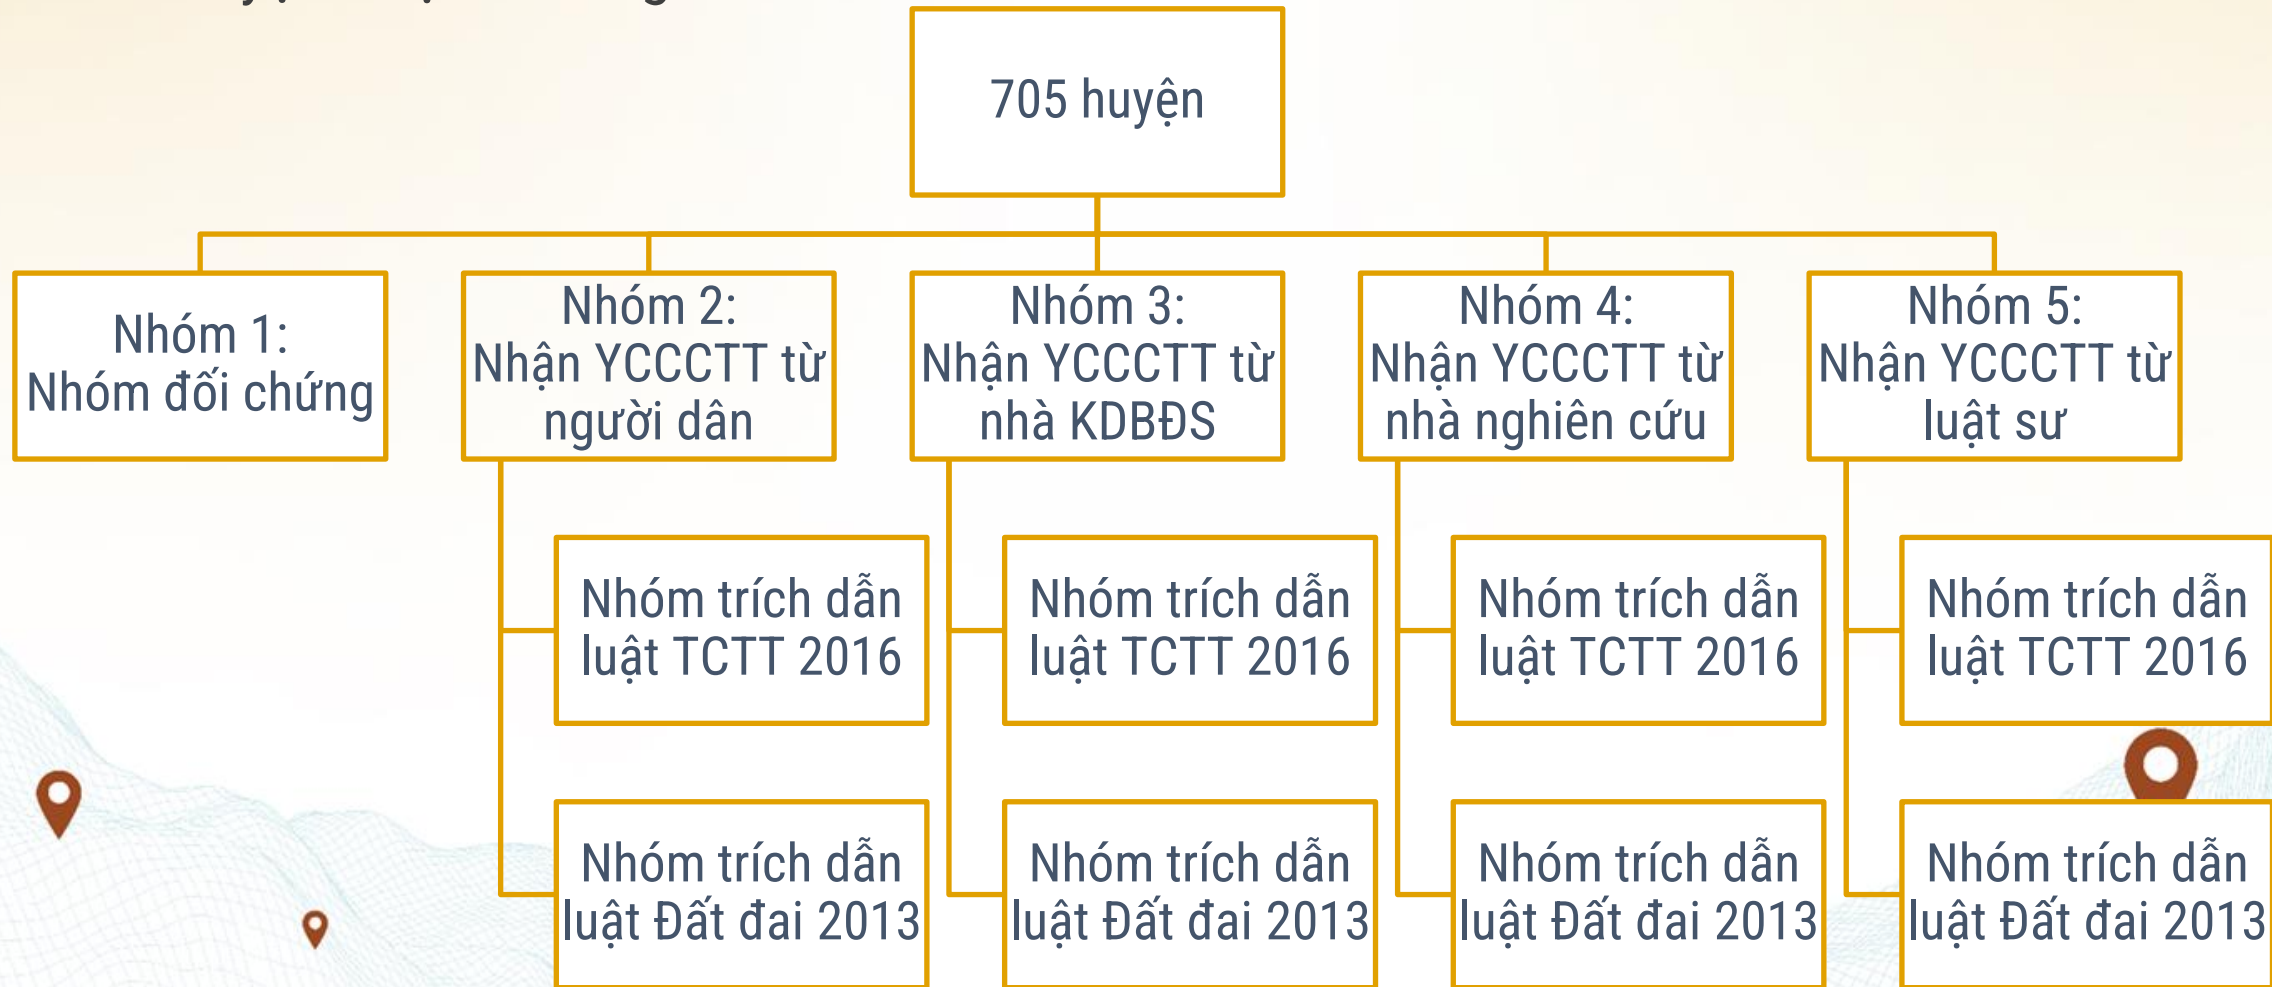 705 huyện
Nhóm 1:
Nhóm đối chứng
Nhóm 2:
Nhận YCCCTT từ
người dân
Nhóm 3:
Nhận YCCCTT từ
nhà KDBĐS
Nhóm 4:
Nhận YCCCTT từ
nhà nghiên cứu
Nhóm 5:
Nhận YCCCTT từ
luật sư
Nhóm trích dẫn
luật TCTT 2016
Nhóm trích dẫn
luật TCTT 2016
Nhóm trích dẫn
luật TCTT 2016
Nhóm trích dẫn
luật TCTT 2016
Nhóm trích dẫn
luật Đất đai 2013
Nhóm trích dẫn
luật Đất đai 2013
Nhóm trích dẫn
luật Đất đai 2013
Nhóm trích dẫn
luật Đất đai 2013